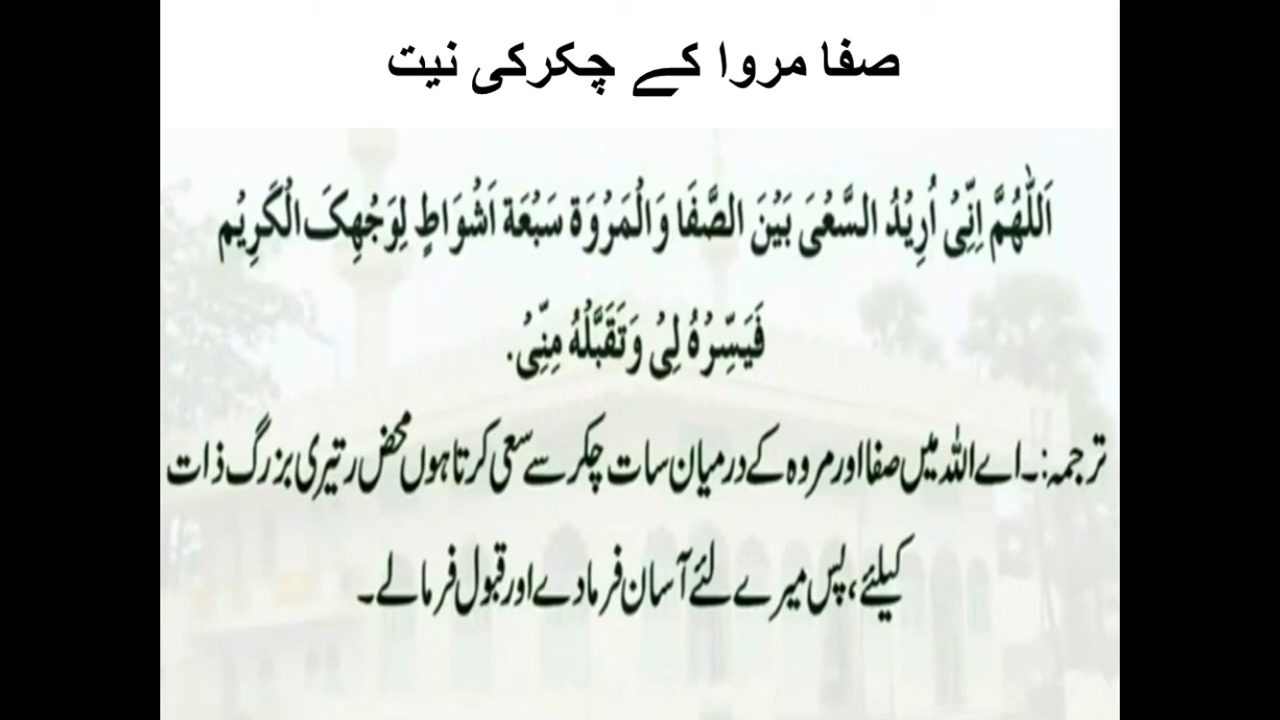 صفا مروا کے چکرکی نیت
اَللّٰهُمَّ اِنِّیْ اُرِیْدُ السَّعْیَ بَیْنَ الصَّفَا وَالْمَرْوَةِ سَبْعَةَ اَشْوَاطٍ لِوَجْهِکَ الْکَرِیْم
فَیَسِّرْهُ لِیْ وَتَقَبَّلْهُ مِنِّیْ.
ترجمہ:۔اے اللہ میں صفا اور مروہ کے درمیان سات چکر سے سعی کرتا ہوں محض رتیری بزرگ ذات
کیلئے، پس میرے لئے آسان فرما دے اور قبول فرمالے۔